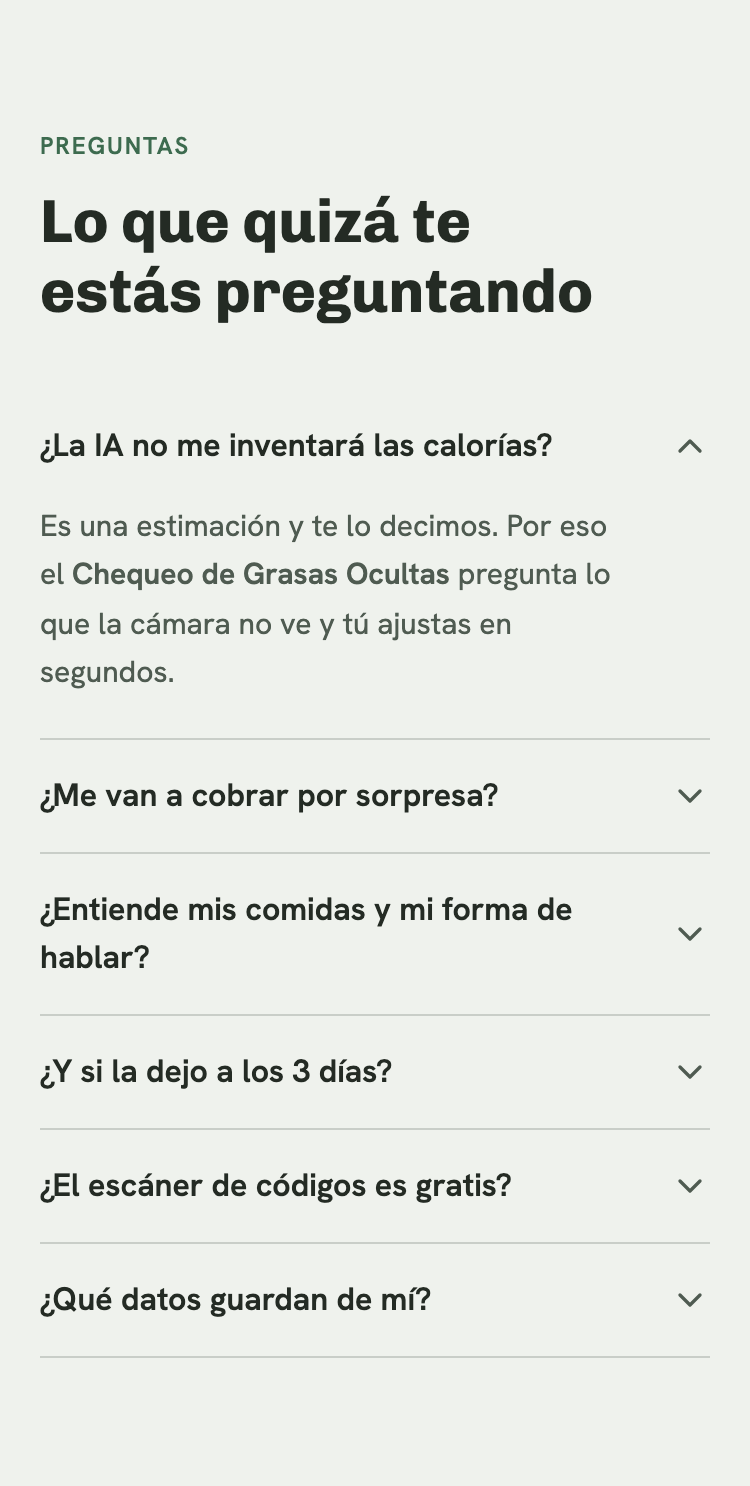 PREGUNTAS
Lo que quizá te
estás preguntando
¿La IA no me inventará las calorías?
Es una estimación y te lo decimos. Por eso
el Chequeo de Grasas Ocultas pregunta lo
que la cámara no ve y tú ajustas en
segundos.
¿Me van a cobrar por sorpresa?
¿Entiende mis comidas y mi forma de
hablar?
¿Y si la dejo a los 3 días?
¿El escáner de códigos es gratis?
¿Qué datos guardan de mí?